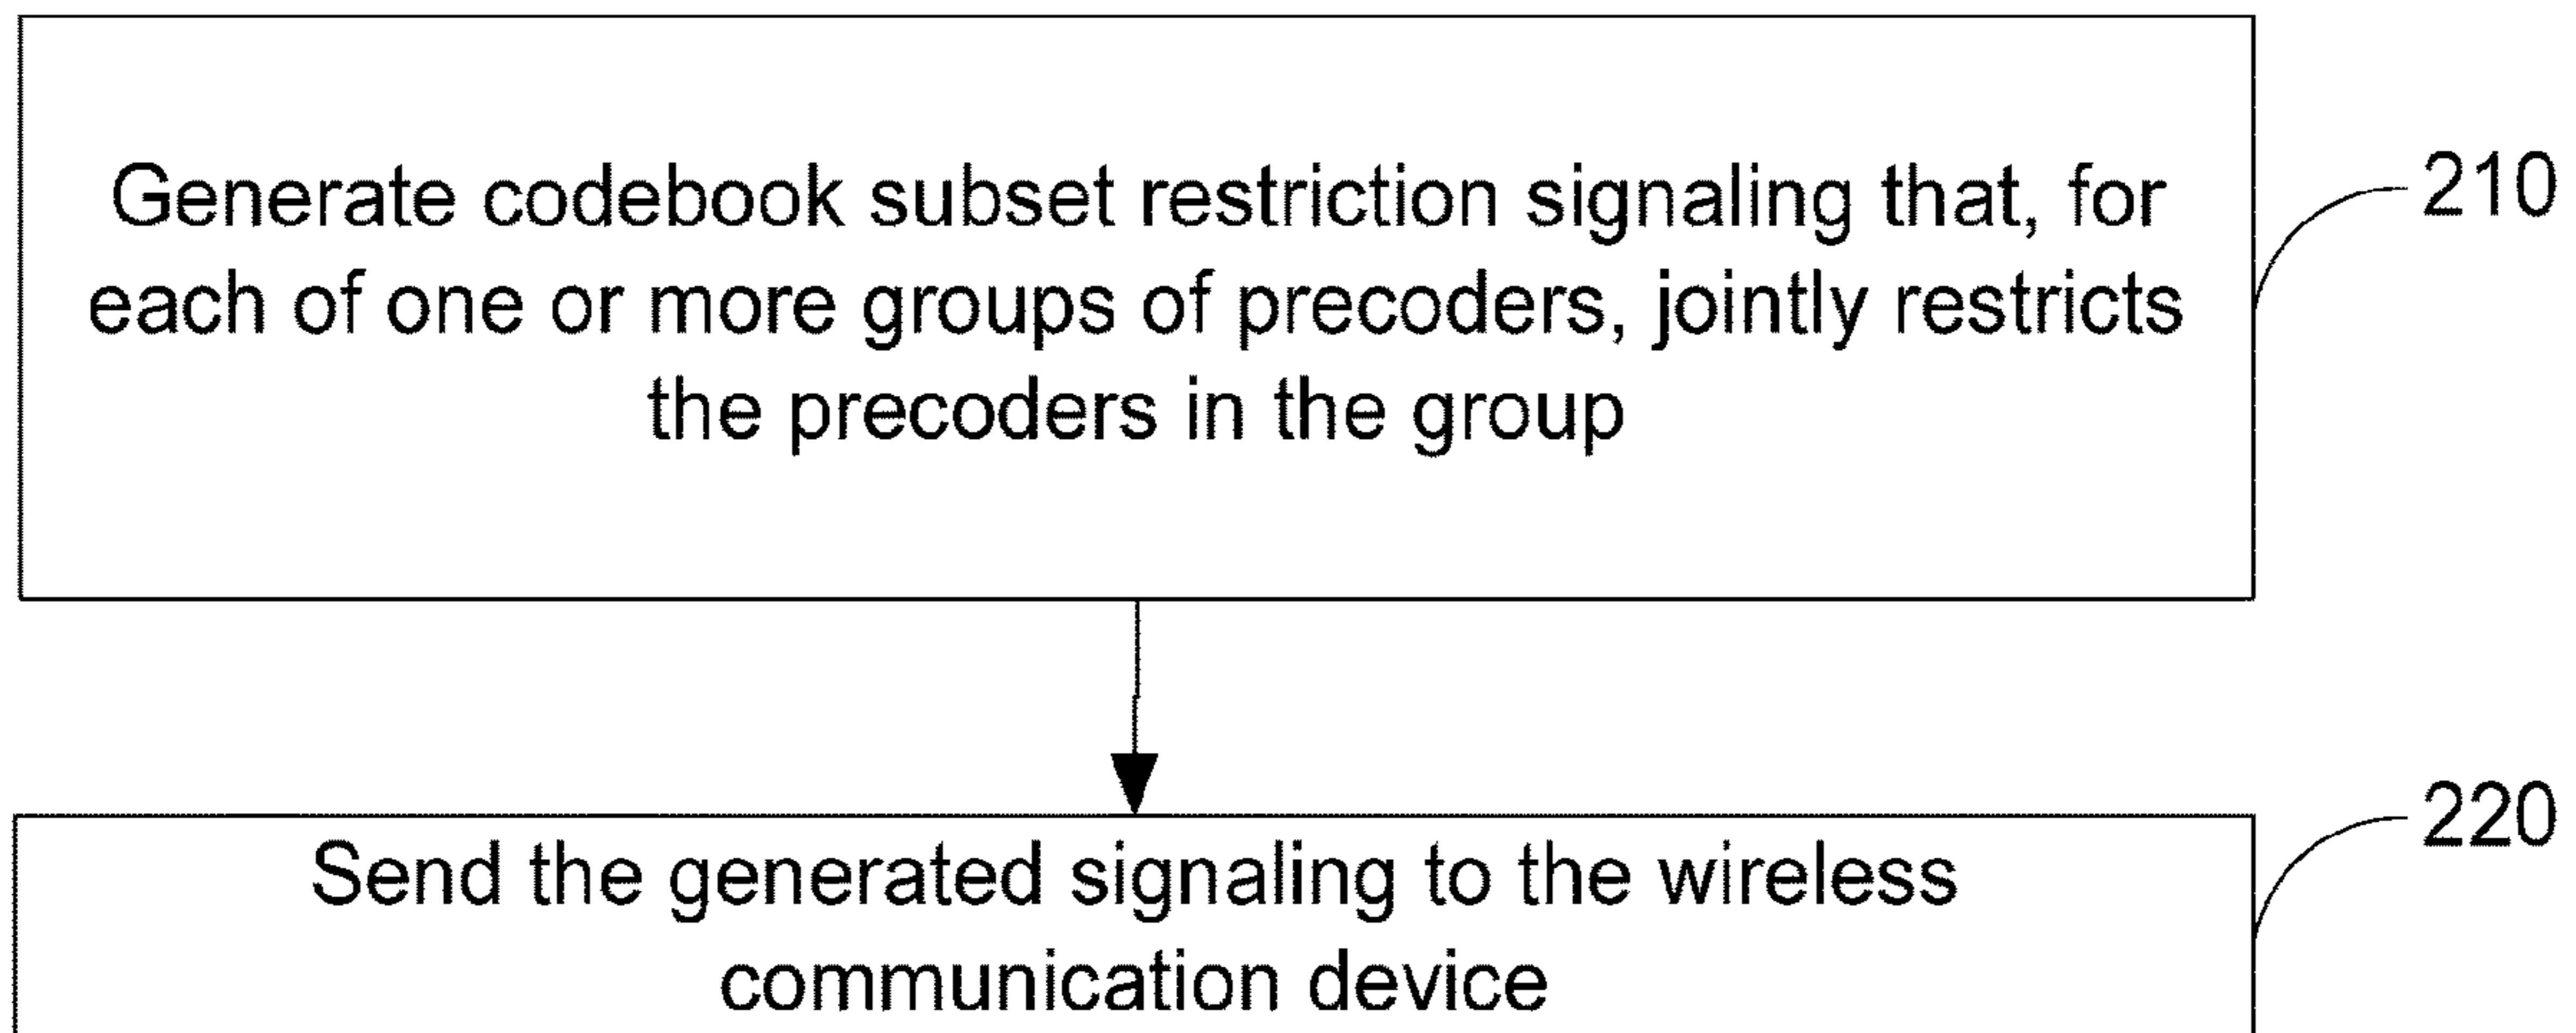 Generate codebook subset restriction signaling that, for
each of one or more groups of precoders, jointly restricts
the precoders in the group
210
Send the generated signaling to the wireless
communication device
220